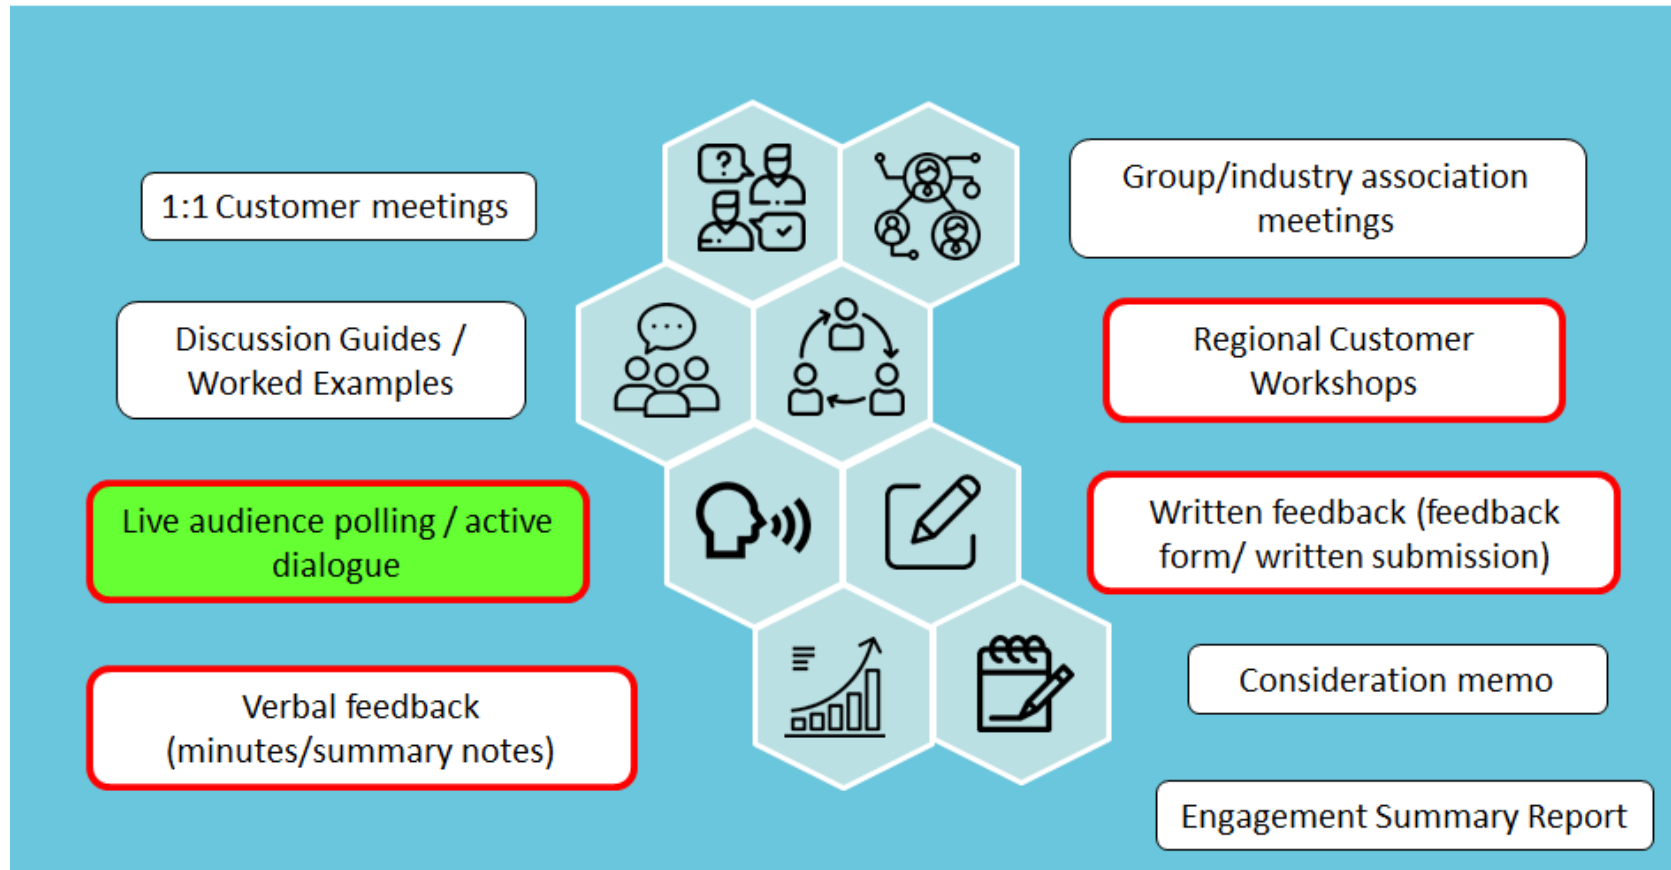 1:1 Customer meetings
Group/industry association
meetings
Discussion Guides /
Worked Examples
Regional Customer
Workshops
Live audience polling / active
dialogue
Written feedback (feedback
form/ written submission)
Verbal feedback
(minutes/summary notes)
Consideration memo
Engagement Summary Report